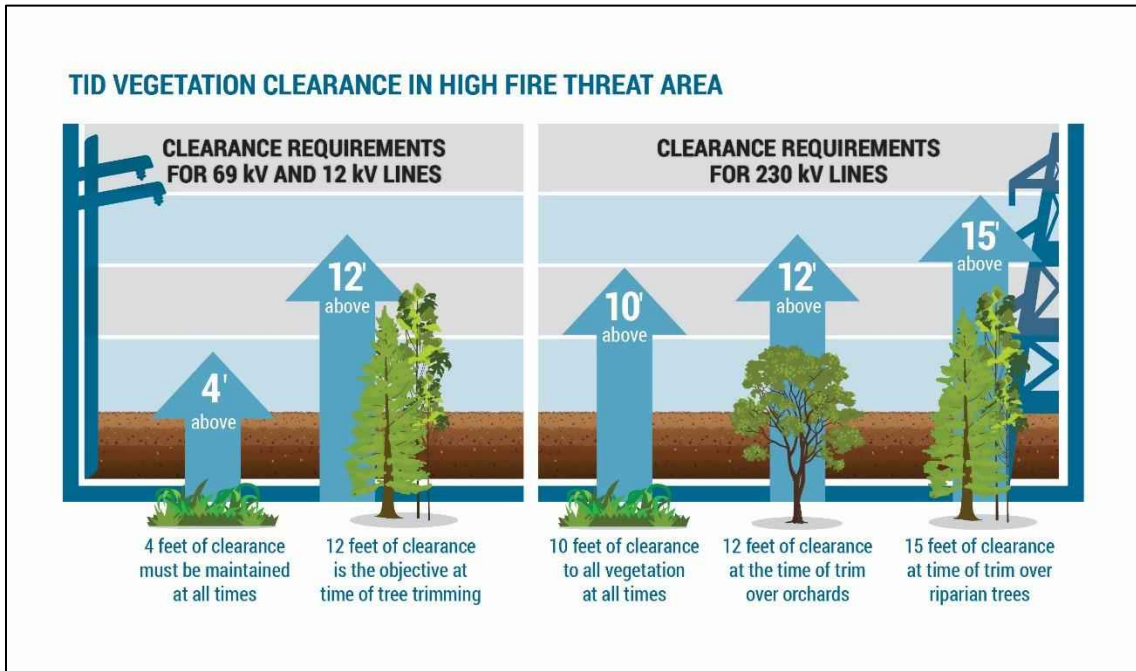 TID VEGETATION CLEARANCE IN HIGH FIRE THREAT AREA
CLEARANCE REQUIREMENTS
FOR 69 kV AND 12 kV LINES
4'
above
12'
above
4 feet of clearance
must be maintained
at all times
12 feet of clearance
is the objective at
time of tree trimming
CLEARANCE REQUIREMENTS
FOR 230 kV LINES
10'
above
12'
above
15'
above
10 feet of clearance
to all vegetation
at all times
12 feet of clearance
at the time of trim
over orchards
15 feet of clearance
at time of trim over
riparian trees